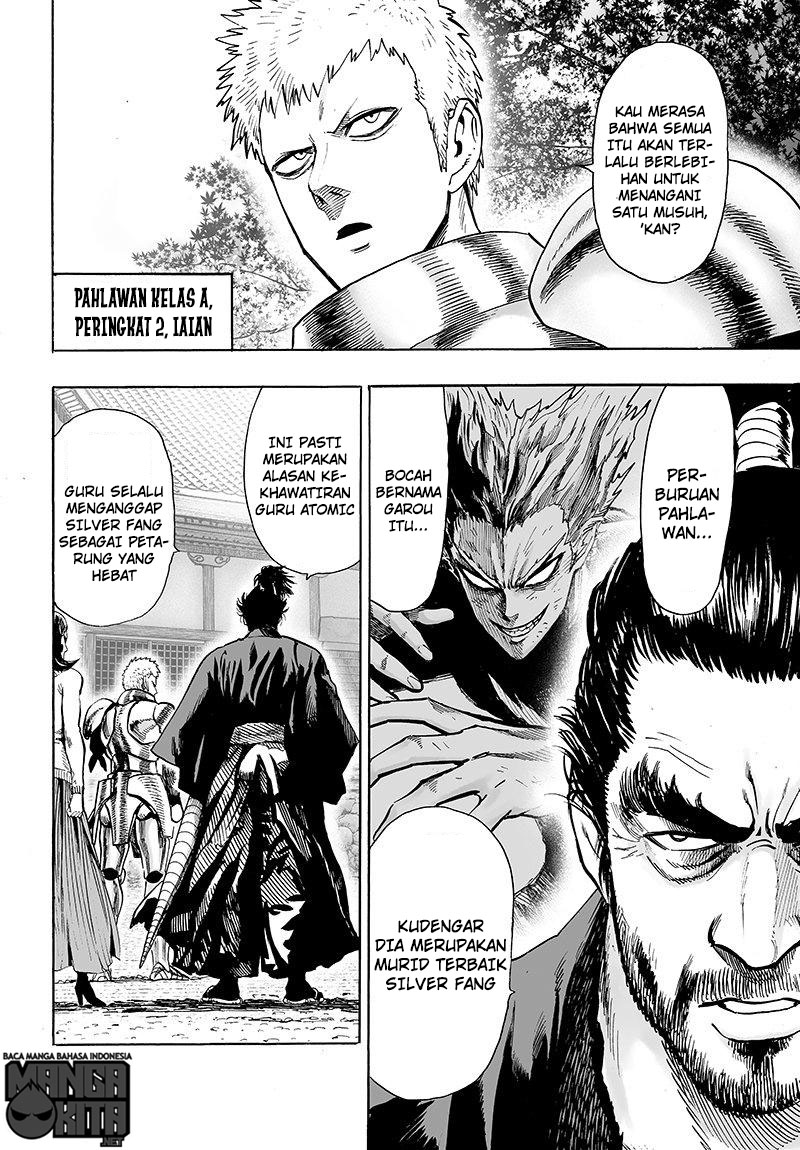 KAU MERASA
BAHWA SEMUA
ITU AKAN TER-
LALU BERLEBI-
HAN UNTUK
MENANGANI
SATU MUSUH,
'KAN?
PAHLAWAN KELAS A,
PERINGKAT 2, IAIAN
PER-
BURUAN
PAHLA-
WAN...
BOCAH
BERNAMA
GAROU
ITU...
KUDENGAR
DIA MERUPAKAN
MURID TERBAIK
SILVER FANG
INI PASTI
MERUPAKAN
ALASAN KE-
KHAWATIRAN
GURU ATOMIC
GURU SELALU
MENGANGGAP
SILVER FANG
SEBAGAI PETA-
RUNG YANG
HEBAT
BACA MANGA BAHASA INDONESIA
MANGA
KITA
.NET